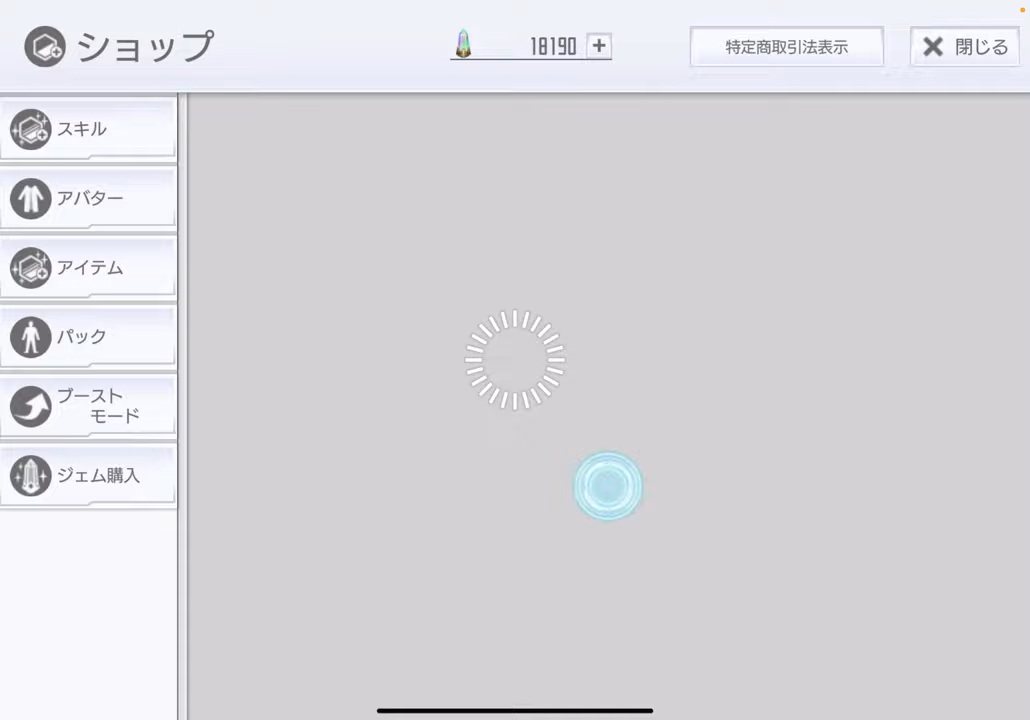 ショップ
18190
特定商取引法表示
閉じる
スキル
アバター
アイテム
パック
ブースト
モード
ジェム購入